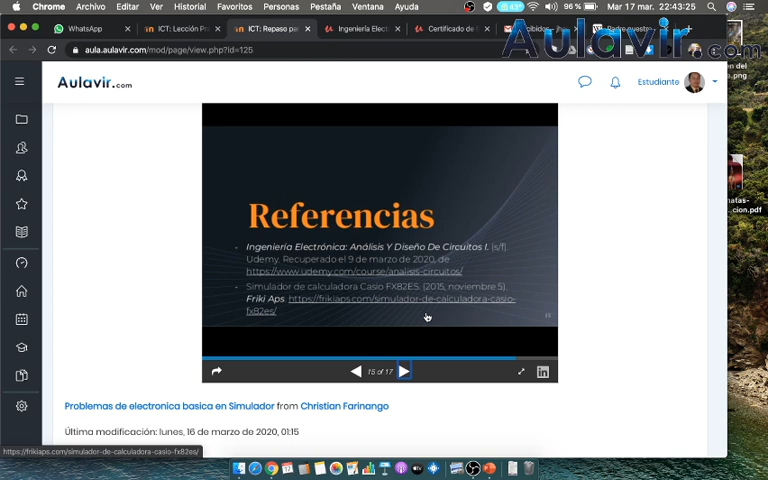 Chrome Archivo Editar Ver Historial Favoritos Personas Pestaña Ventana Ayuda
43° 96 % Mar 17 mar. 23:43:25
WhatsApp
ICT: Lección Pr
ICT: Repaso pa
Ingeniería Elect
Certificado de F
Padre nuestro
aula.aulavir.com/mod/page/view.php?id=125
Aulavir.com
Aulavir.com
Estudiante
Referencias
- Ingeniería Electrónica: Análisis Y Diseño De Circuitos I. (s/f).
Udemy. Recuperado el 9 de marzo de 2020, de
https://www.udemy.com/course/analisis-circuitos/
- Simulador de calculadora Casio FX82ES. (2015, noviembre 5).
Friki Aps https://frikiaps.com/simulador-de-calculadora-casio-
fx82es/
15 of 17
Problemas de electronica basica en Simulador from Christian Farinango
Última modificación: lunes, 16 de marzo de 2020, 01:15
https://frikiaps.com/simulador-de-calculadora-casio-fx82es/